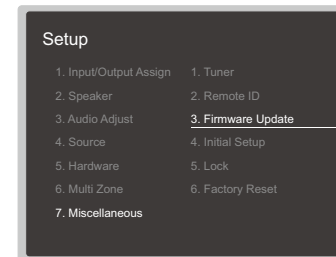 Setup
1. Input/Output Assign
2. Speaker
3. Audio Adjust
4. Source
5. Hardware
6. Multi Zone
7. Miscellaneous
1. Tuner
2. Remote ID
3. Firmware Update
4. Initial Setup
5. Lock
6. Factory Reset